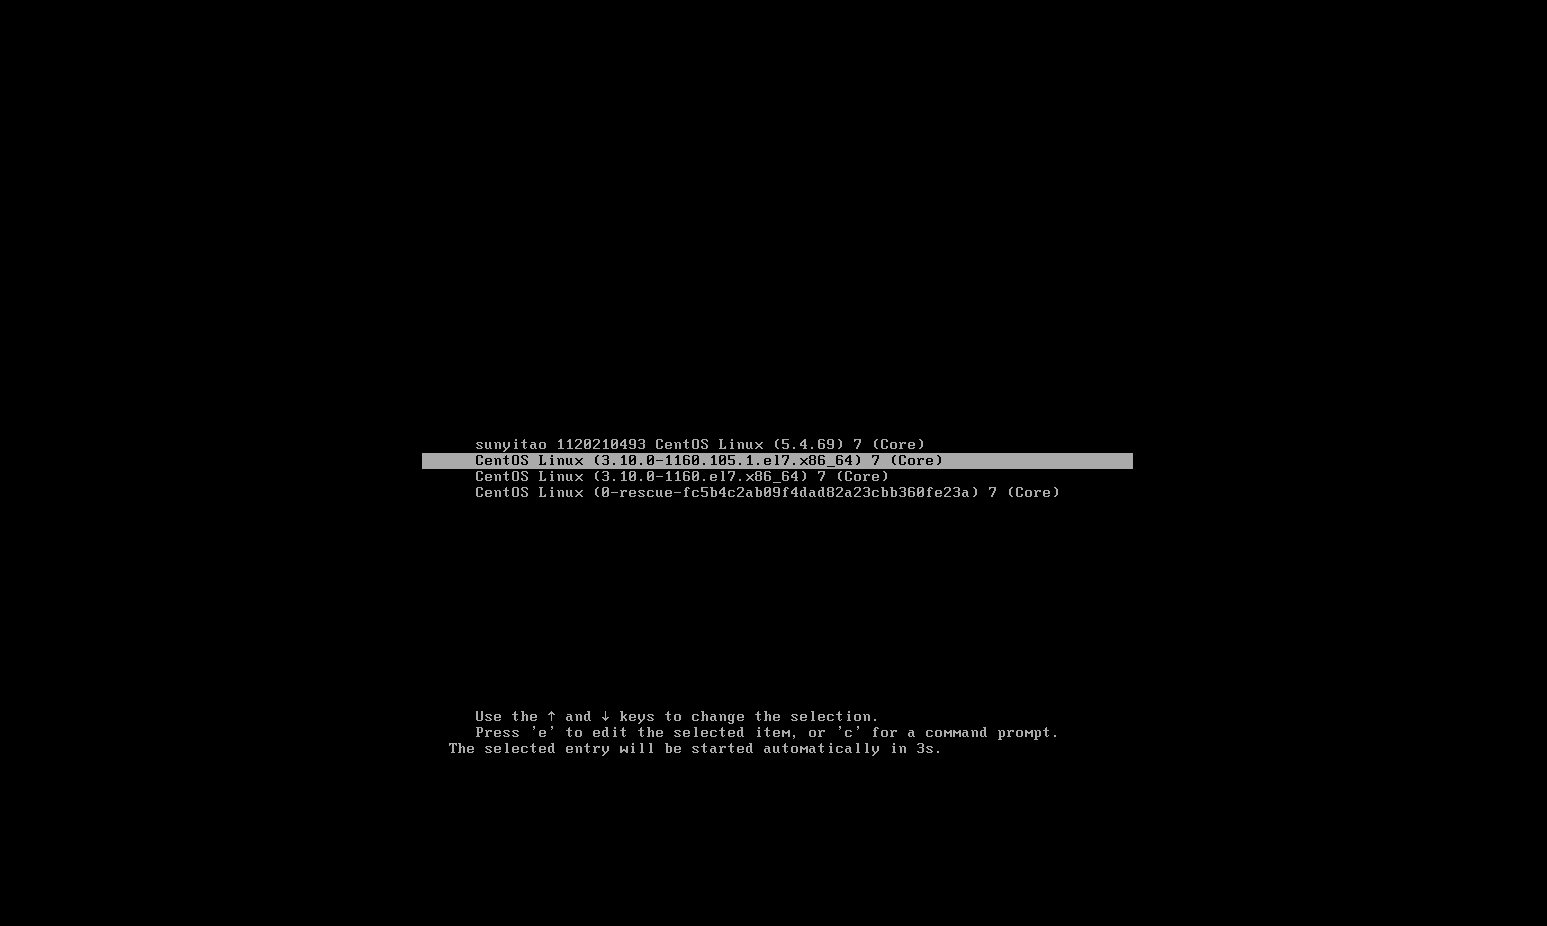 sunyitao 1120210493 CentOS Linux (5.4.69) 7 (Core)
CentOS Linux (3.10.0-1160.105.1.el7.x86_64) 7 (Core)
CentOS Linux (3.10.0-1160.el7.x86_64) 7 (Core)
CentOS Linux (0-rescue-fc5b4c2ab09f4dad82a23cbb360fe23a) 7 (Core)
Use the ↑ and ↓ keys to change the selection.
Press 'e' to edit the selected item, or 'c' for a command prompt.
The selected entry will be started automatically in 3s.